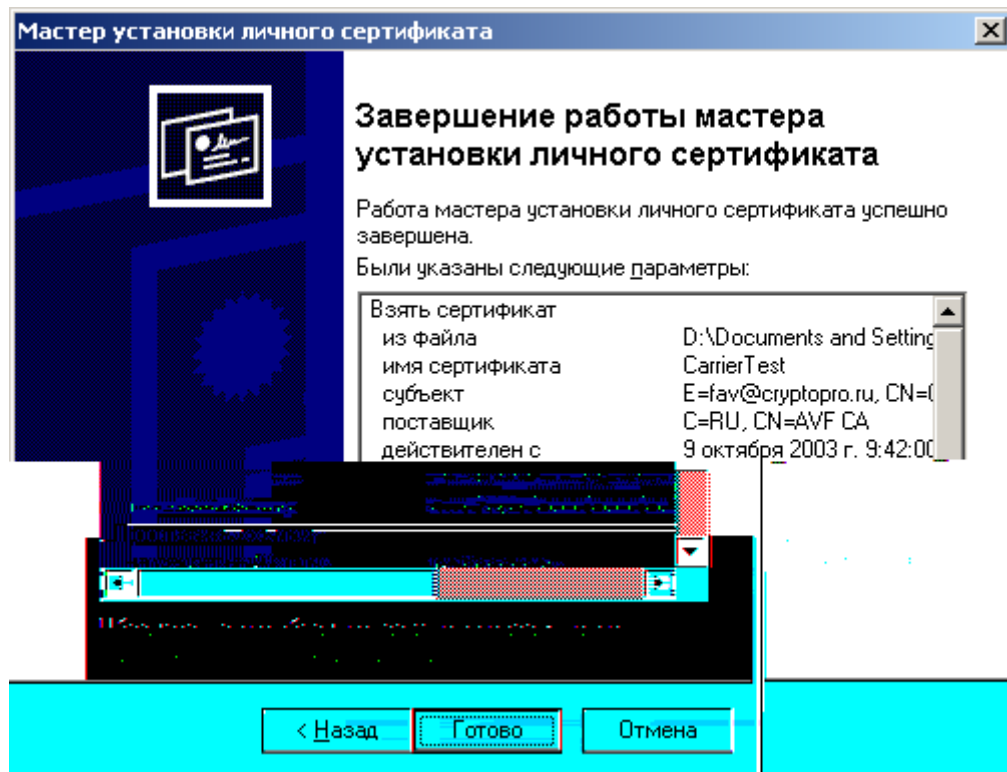 Мастер установки личного сертификата
Завершение работы мастера
установки личного сертификата
Работа мастера установки личного сертификата успешно
завершена.
Были указаны следующие параметры:
Взять сертификат
из файла D:\Documents and Setting
имя сертификата CarrierTest
субъект E=fav@cryptopro.ru, CN=
поставщик C=RU, CN=AVF CA
действителен с 9 октября 2003 г. 9:42:00
< Назад Готово Отмена